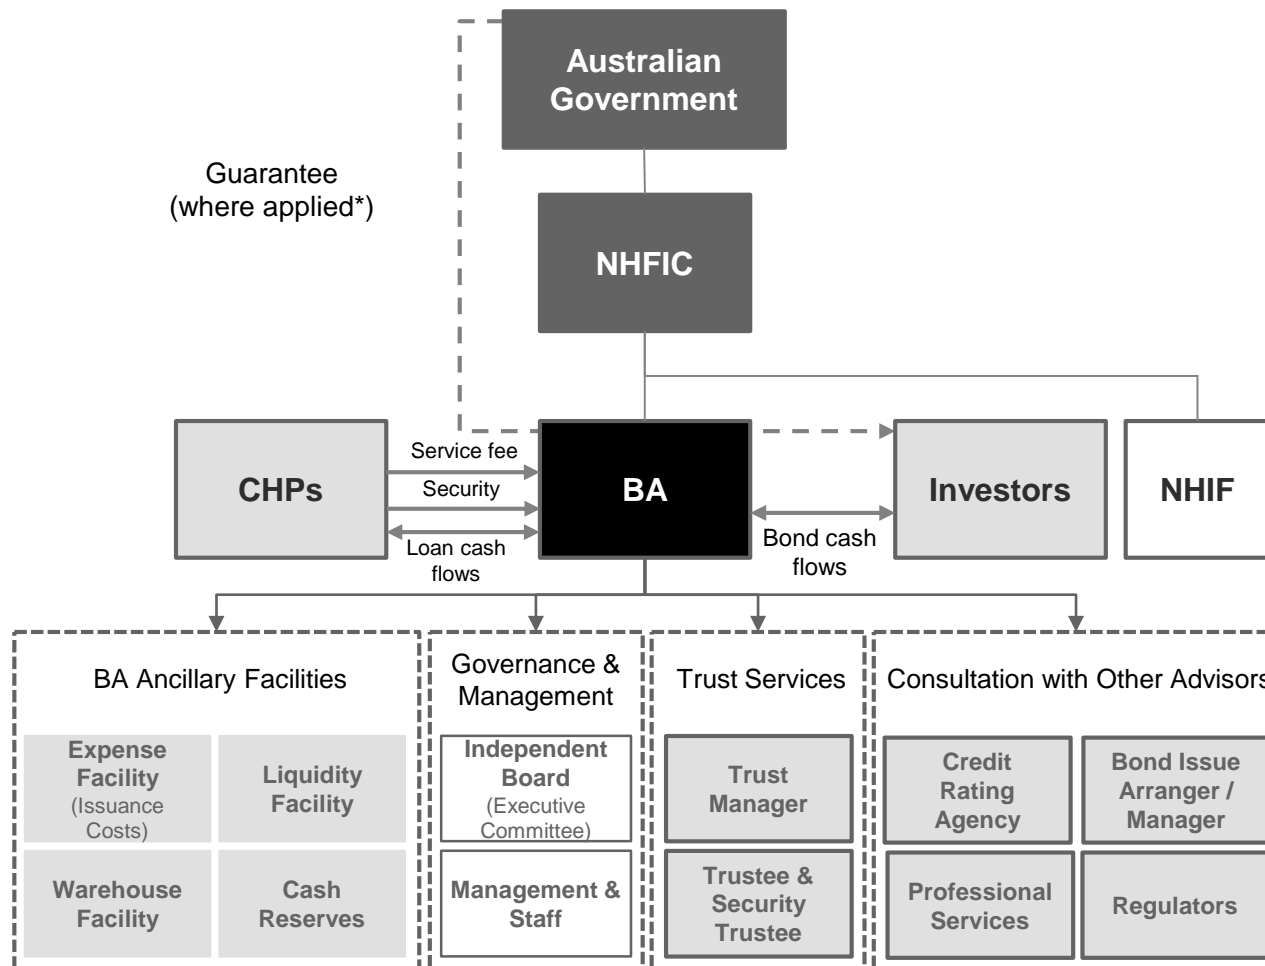 Australian
Government
Guarantee
(where applied*)
NHFIC
CHPs
Service fee
Security
Loan cash
flows
BA
Bond cash
flows
Investors
NHIF
BA Ancillary Facilities
Expense
Facility
(Issuance
Costs)
Liquidity
Facility
Warehouse
Facility
Cash
Reserves
Governance &
Management
Independent
Board
(Executive
Committee)
Management &
Staff
Trust Services
Trust
Manager
Trustee &
Security
Trustee
Consultation with Other Advisors
Credit
Rating
Agency
Bond Issue
Arranger /
Manager
Professional
Services
Regulators